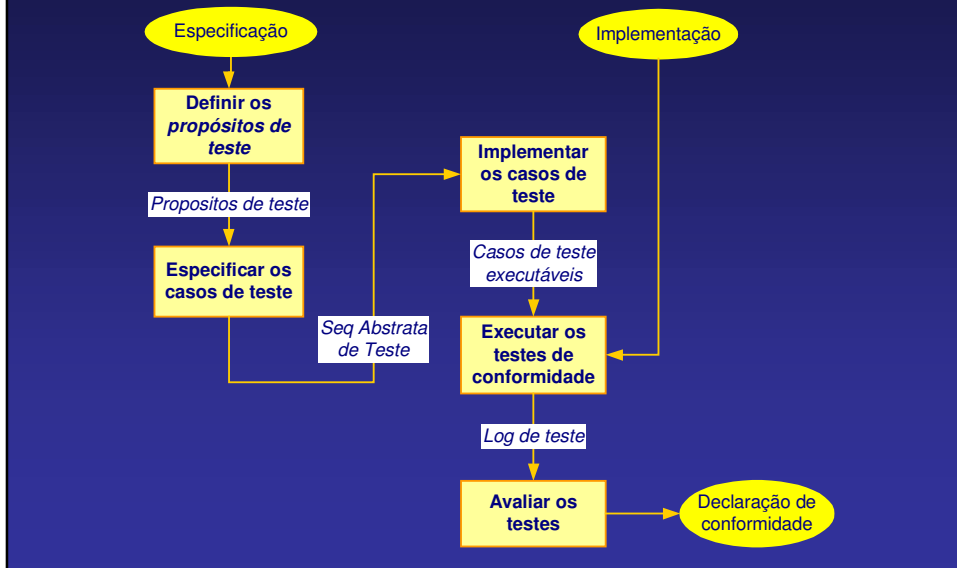 Especificação
Implementação
Definir os
propósitos de
teste
Propositos de teste
Especificar os
casos de teste
Seq Abstrata
de Teste
Implementar
os casos de
teste
Casos de teste
executáveis
Executar os
testes de
conformidade
Log de teste
Avaliar os
testes
Declaração de
conformidade